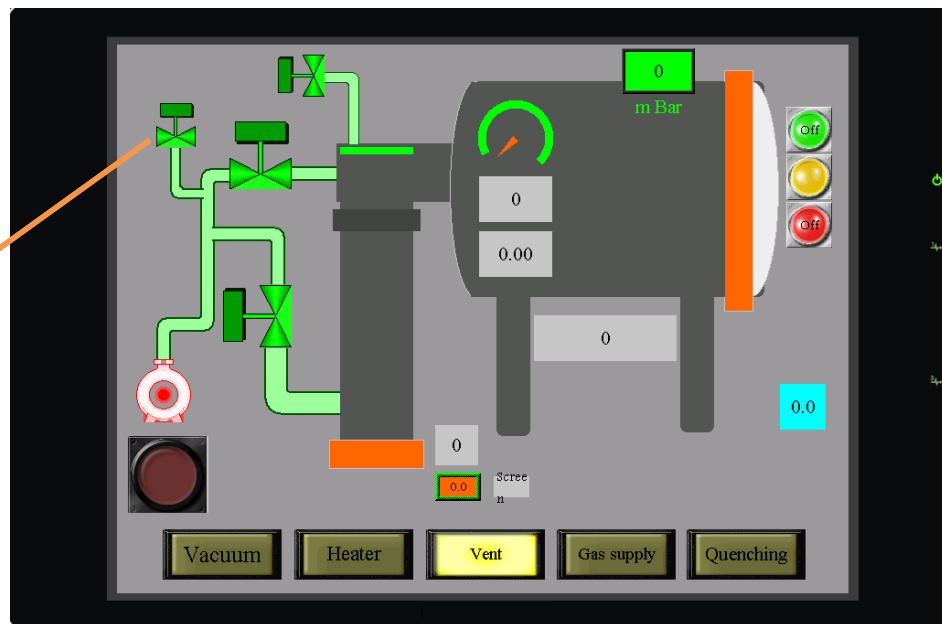 0
m Bar
Off
0
Off
0.00
0
0.0
0
0.0
Scree
n
Vacuum
Heater
Vent
Gas supply
Quenching